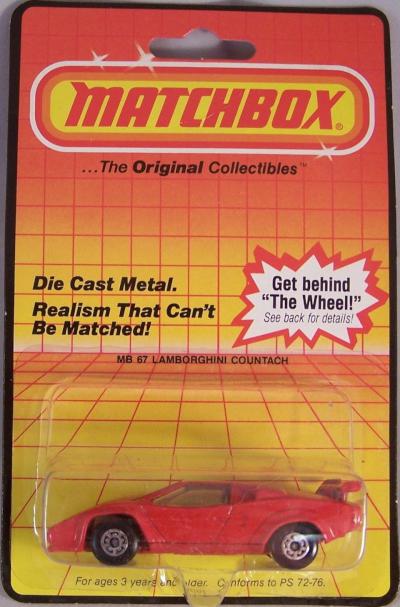 MATCHBOX®
...The Original Collectibles™
Die Cast Metal.
Realism That Can't
Be Matched!
Get behind
"The Wheel!"
See back for details!
MB 67 LAMBORGHINI COUNTACH
For ages 3 years and older. Conforms to PS 72-76.